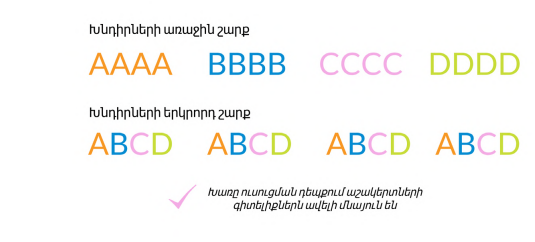 Խնդիրների առաջին շարք
AAAA BBBB CCCC DDDD
Խնդիրների երկրորդ շարք
ABCD ABCD ABCD ABCD
Խառը ուսուցման դեպքում աշակերտների
գիտելիքներն ավելի մնայուն են